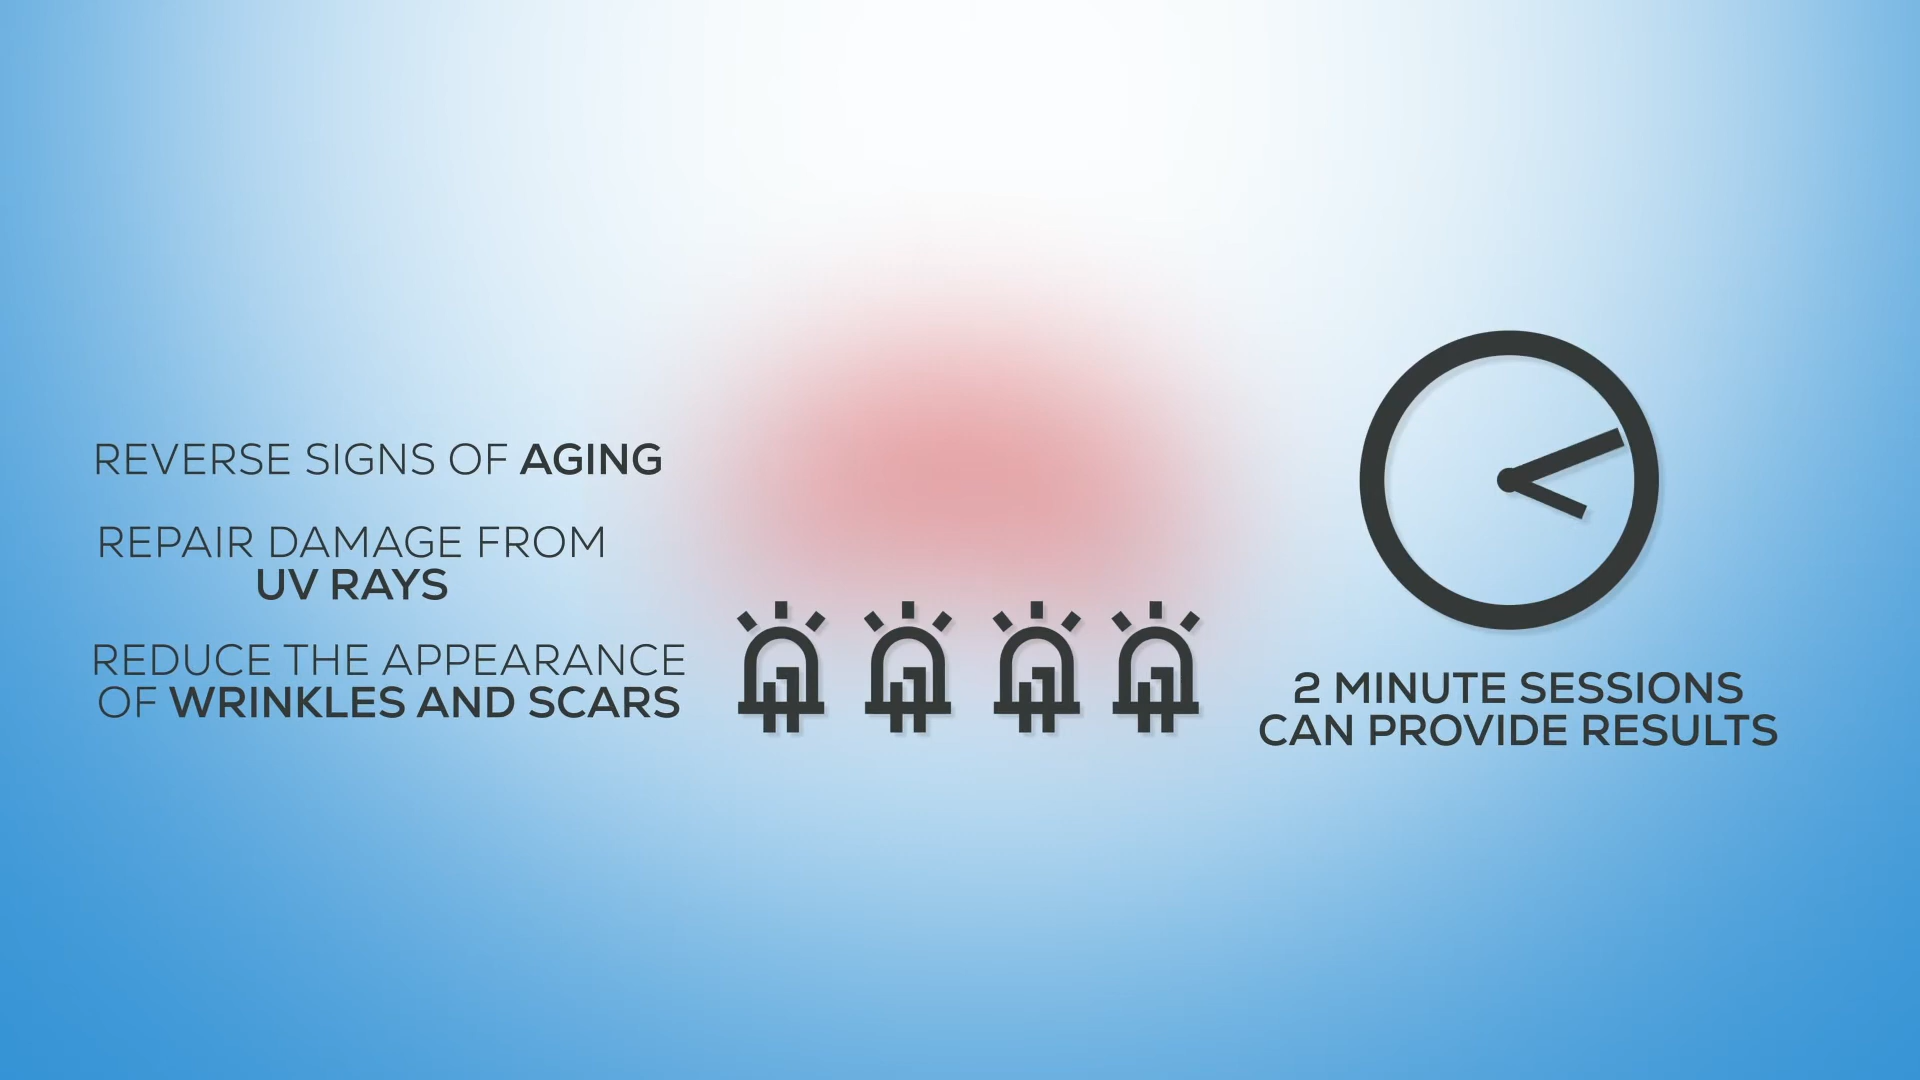 REVERSE SIGNS OF AGING
REPAIR DAMAGE FROM
UV RAYS
REDUCE THE APPEARANCE
OF WRINKLES AND SCARS
2 MINUTE SESSIONS
CAN PROVIDE RESULTS